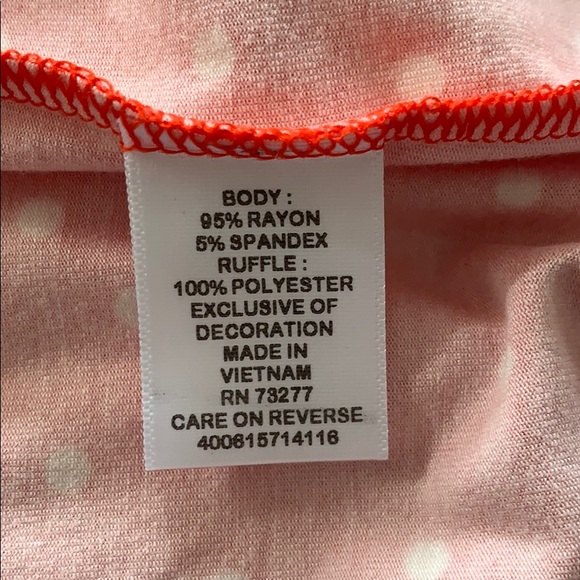 BODY :
95% RAYON
5% SPANDEX
RUFFLE :
100% POLYESTER
EXCLUSIVE OF
DECORATION
MADE IN
VIETNAM
RN 73277
CARE ON REVERSE
400615714116